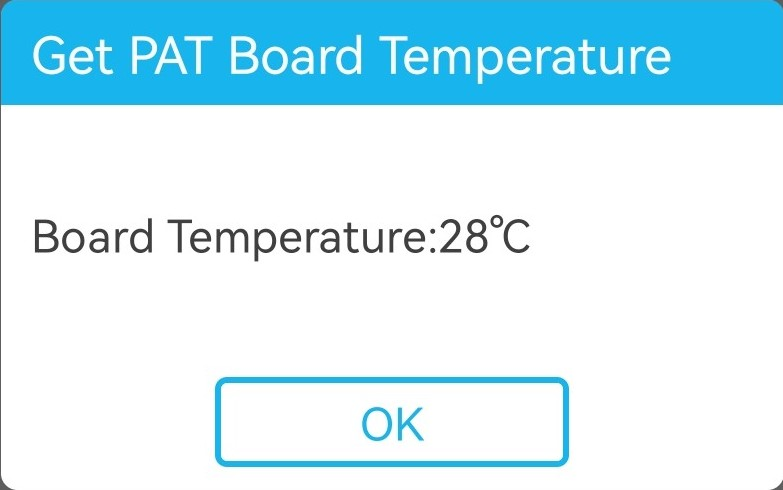 Get PAT Board Temperature
Board Temperature:28℃
OK